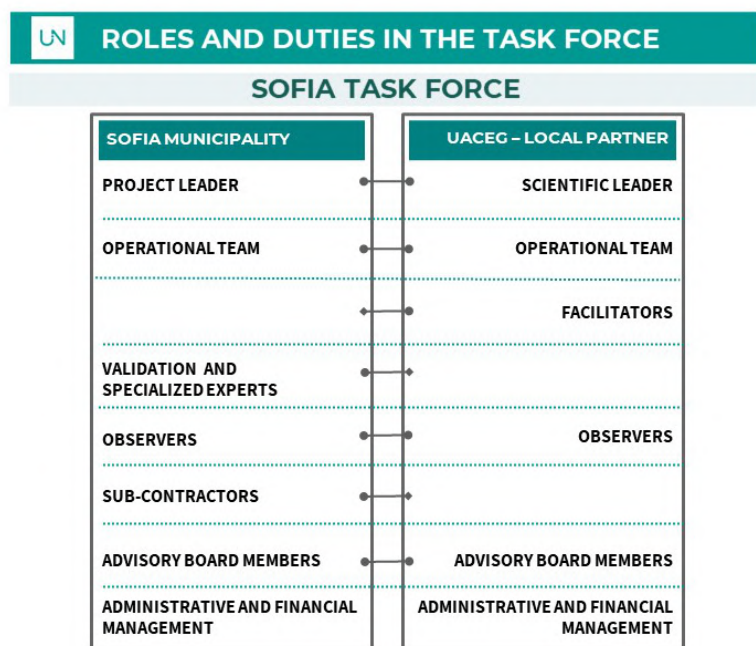 UN
ROLES AND DUTIES IN THE TASK FORCE
SOFIA TASK FORCE
SOFIA MUNICIPALITY
UACEG – LOCAL PARTNER
PROJECT LEADER
SCIENTIFIC LEADER
OPERATIONAL TEAM
OPERATIONAL TEAM
FACILITATORS
VALIDATION AND
SPECIALIZED EXPERTS
OBSERVERS
OBSERVERS
SUB-CONTRACTORS
ADVISORY BOARD MEMBERS
ADVISORY BOARD MEMBERS
ADMINISTRATIVE AND FINANCIAL
MANAGEMENT
ADMINISTRATIVE AND FINANCIAL
MANAGEMENT